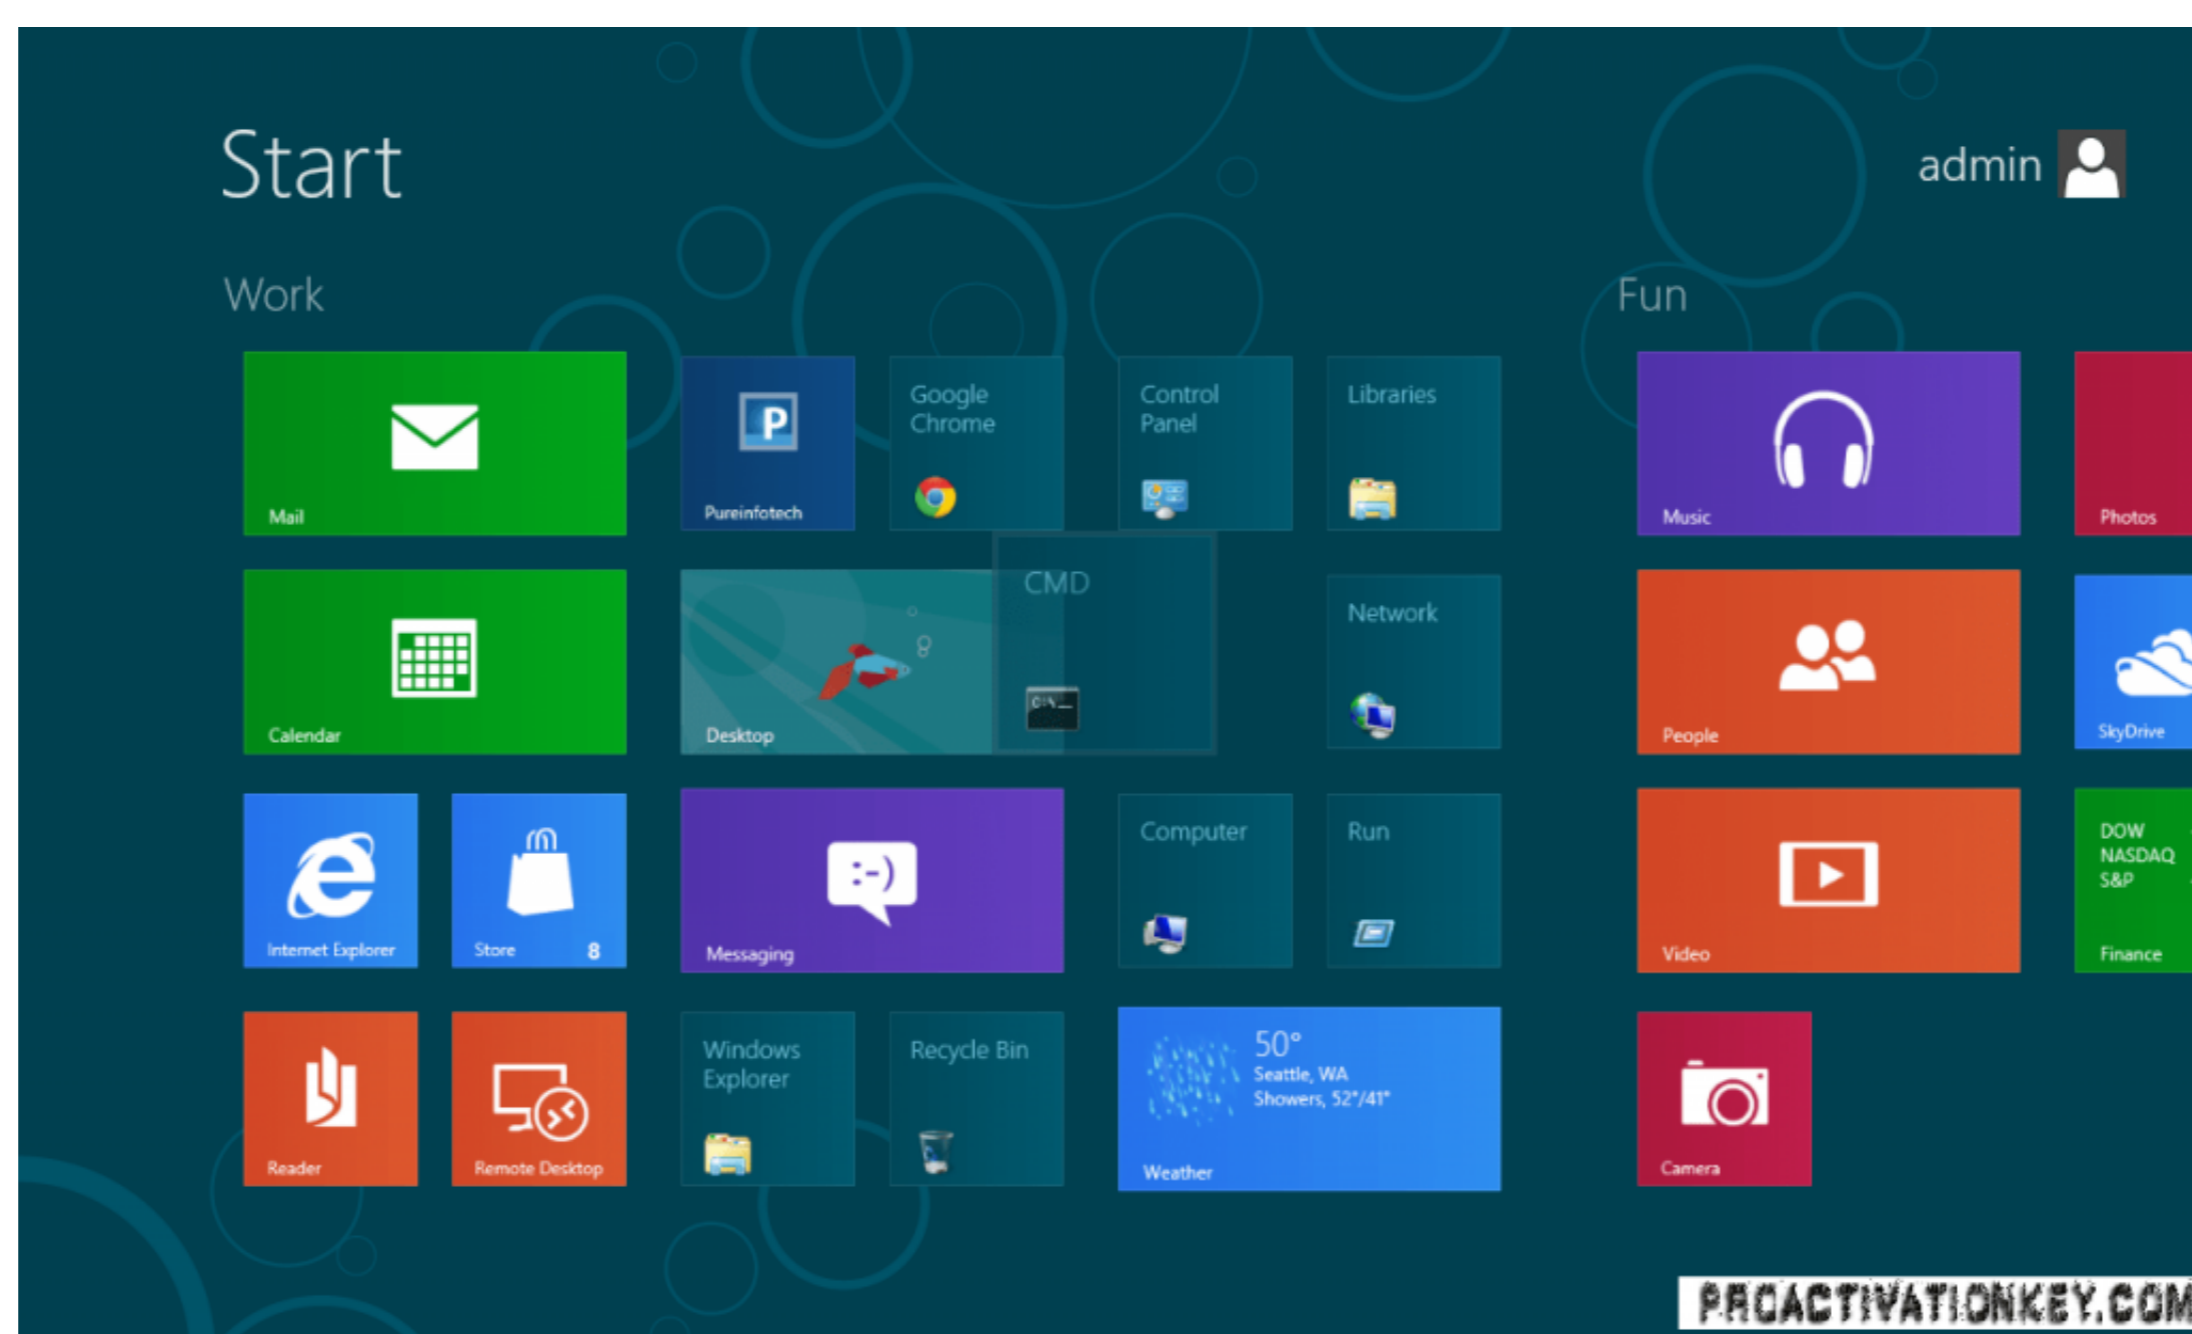 Start
admin
Work
Fun
Mail
Pureinfotech
Google
Chrome
Control
Panel
Libraries
Music
Photos
Calendar
Desktop
CMD
C:\_
Network
People
SkyDrive
Internet Explorer
Store 8
Messaging
Computer
Run
Video
DOW
NASDAQ
S&P
Finance
Reader
Remote Desktop
Windows
Explorer
Recycle Bin
50°
Seattle, WA
Showers, 52°/41°
Weather
Camera
PROACTIVATIONKEY.COM